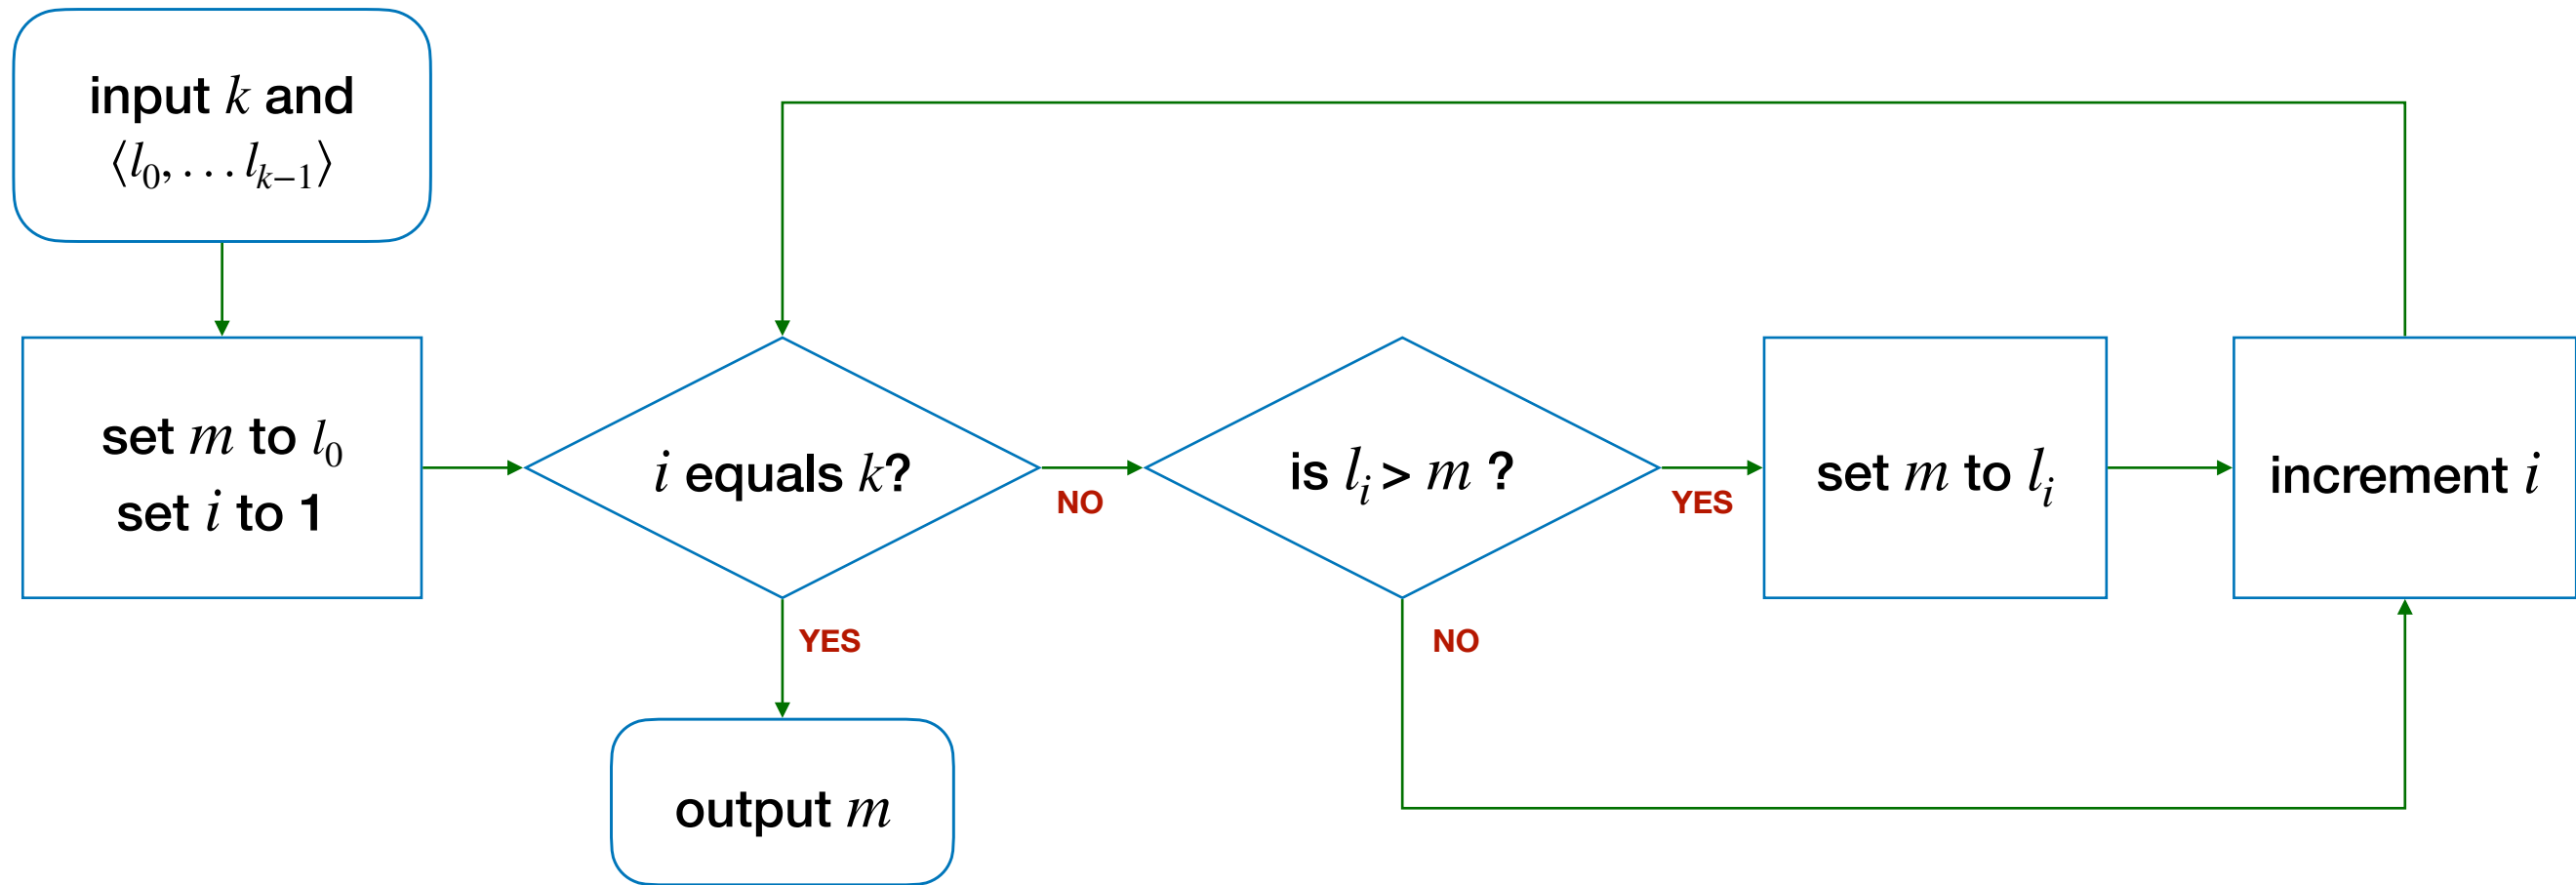 input k and
⟨l₀, . . . lₖ₋₁⟩
set m to l₀
set i to 1
i equals k?
NO
is lᵢ > m ?
YES
set m to lᵢ
increment i
YES
NO
output m